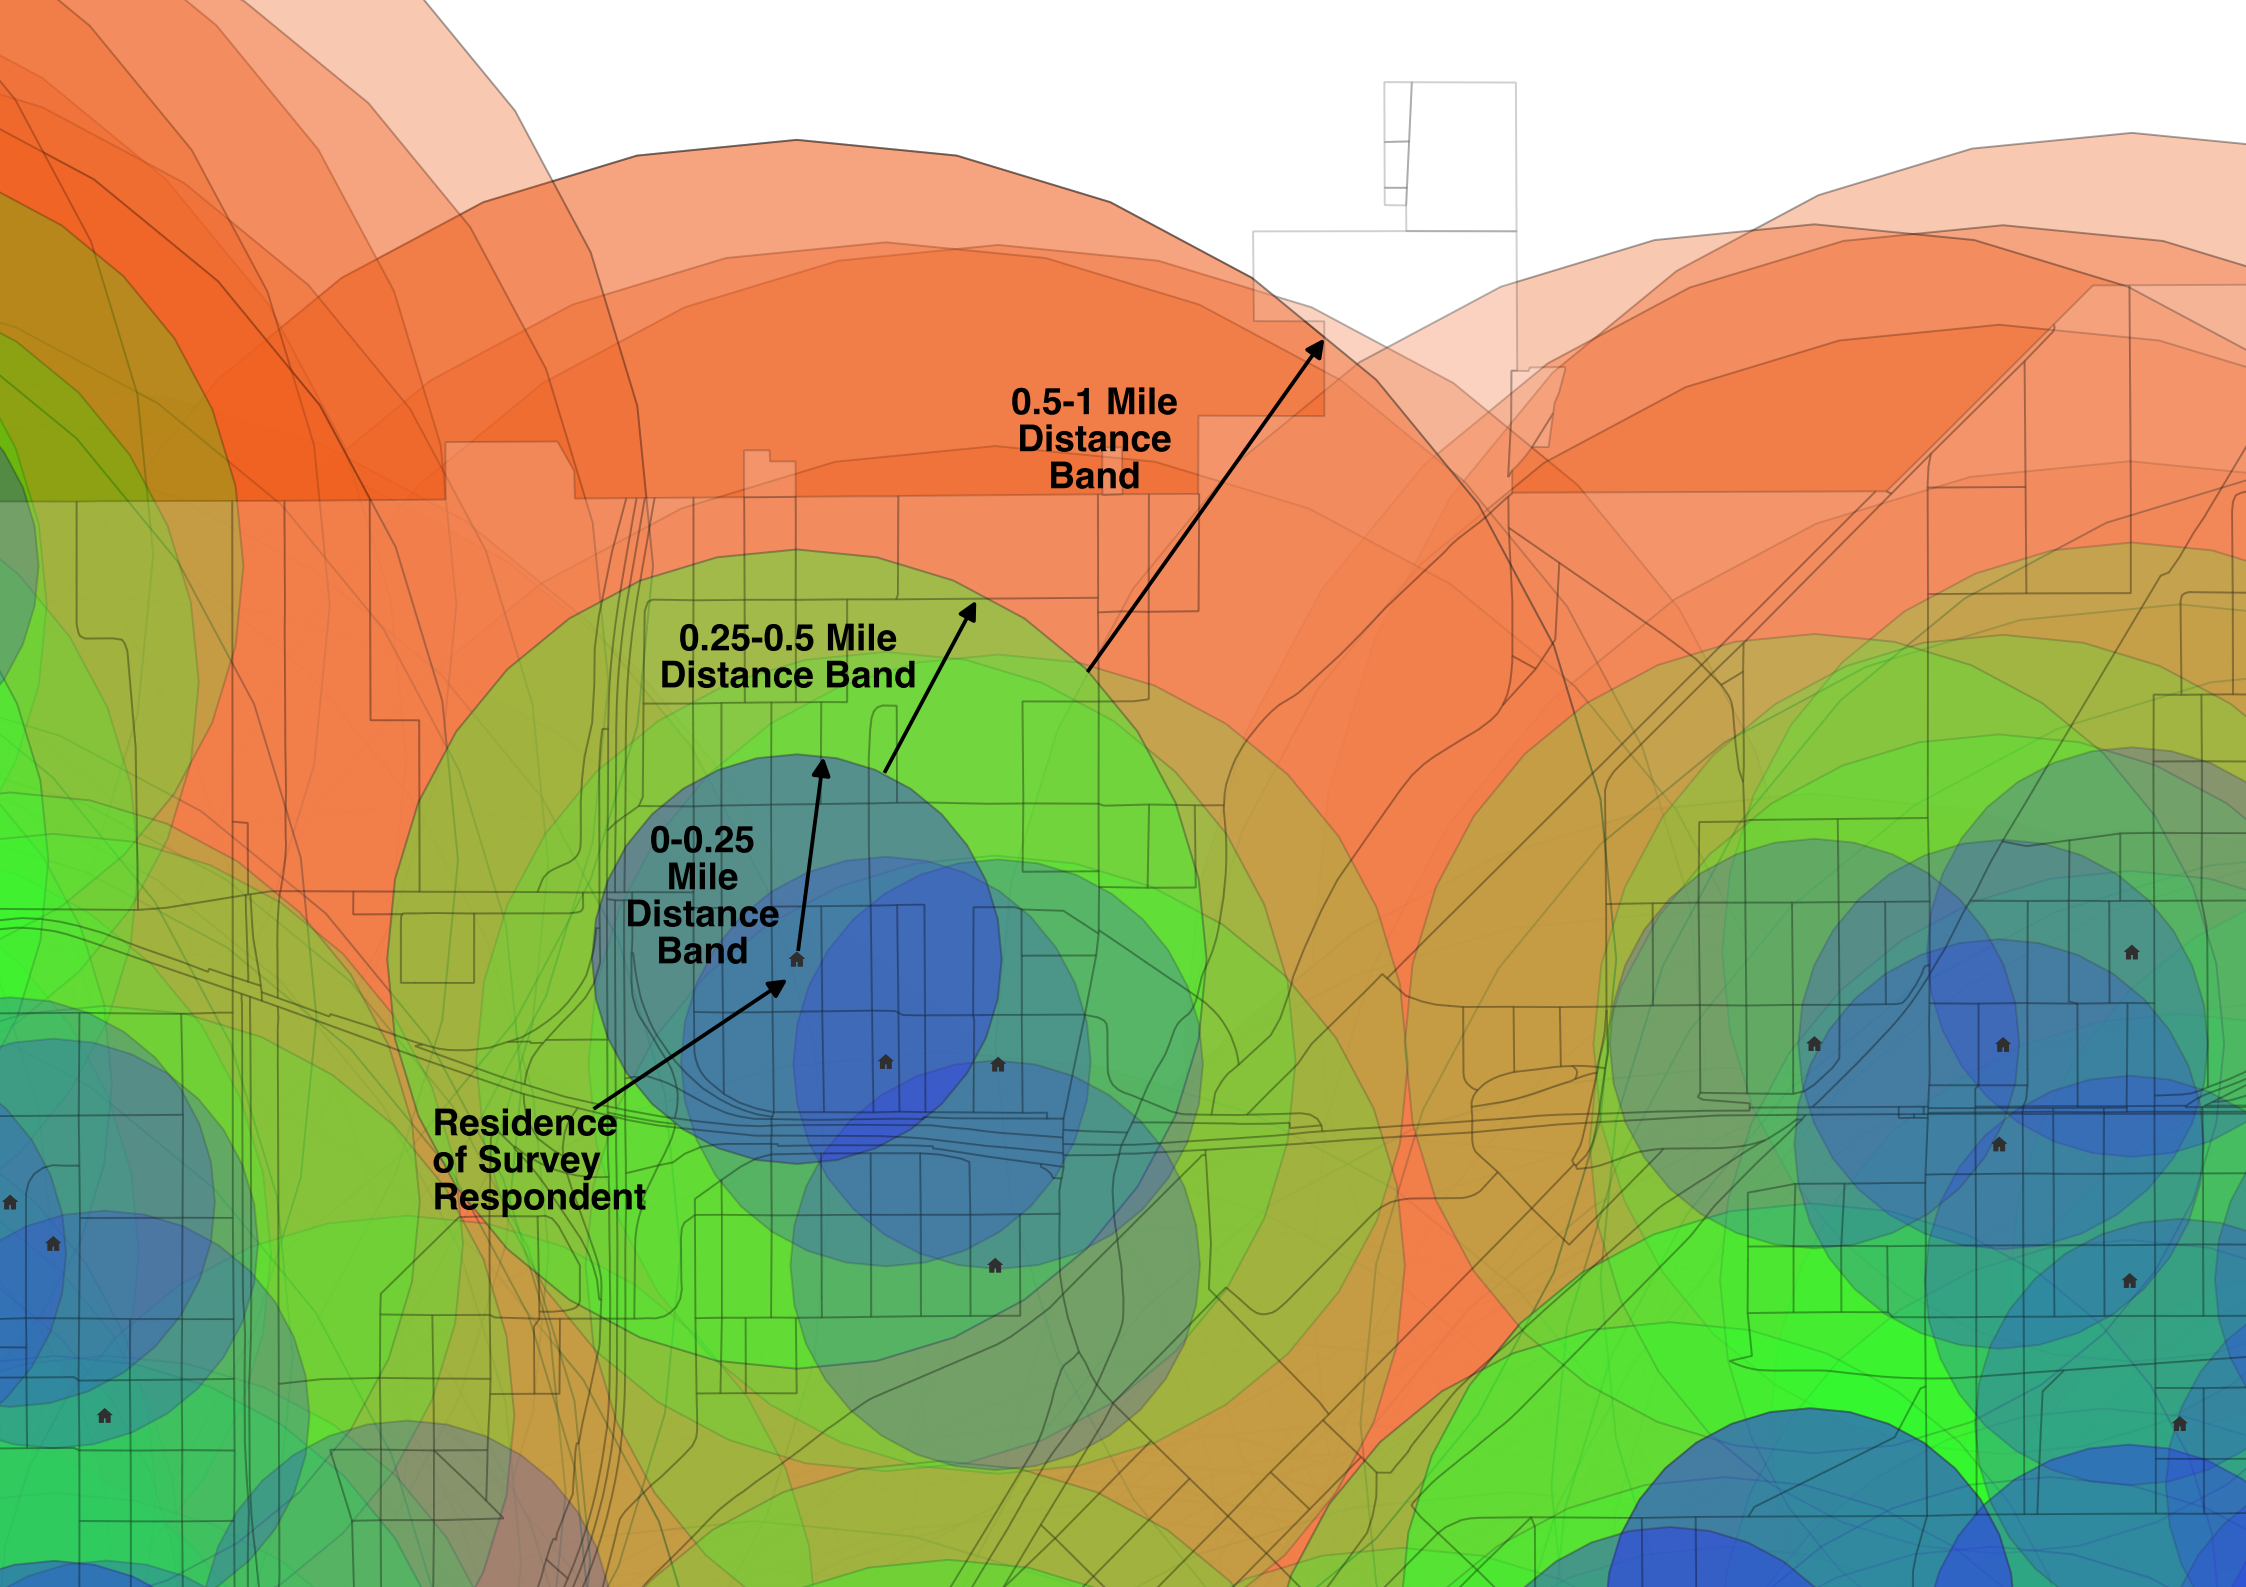 0.5-1 Mile
Distance
Band
0.25-0.5 Mile
Distance Band
0-0.25
Mile
Distance
Band
Residence
of Survey
Respondent